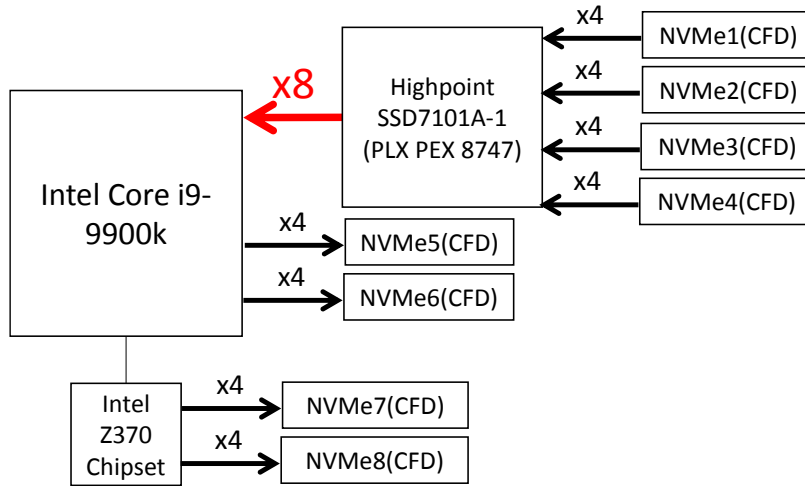 x4
NVMe1(CFD)
x4
NVMe2(CFD)
x4
NVMe3(CFD)
x4
NVMe4(CFD)
Highpoint
SSD7101A-1
(PLX PEX 8747)
x8
Intel Core i9-
9900k
x4
NVMe5(CFD)
x4
NVMe6(CFD)
Intel
Z370
Chipset
x4
NVMe7(CFD)
x4
NVMe8(CFD)